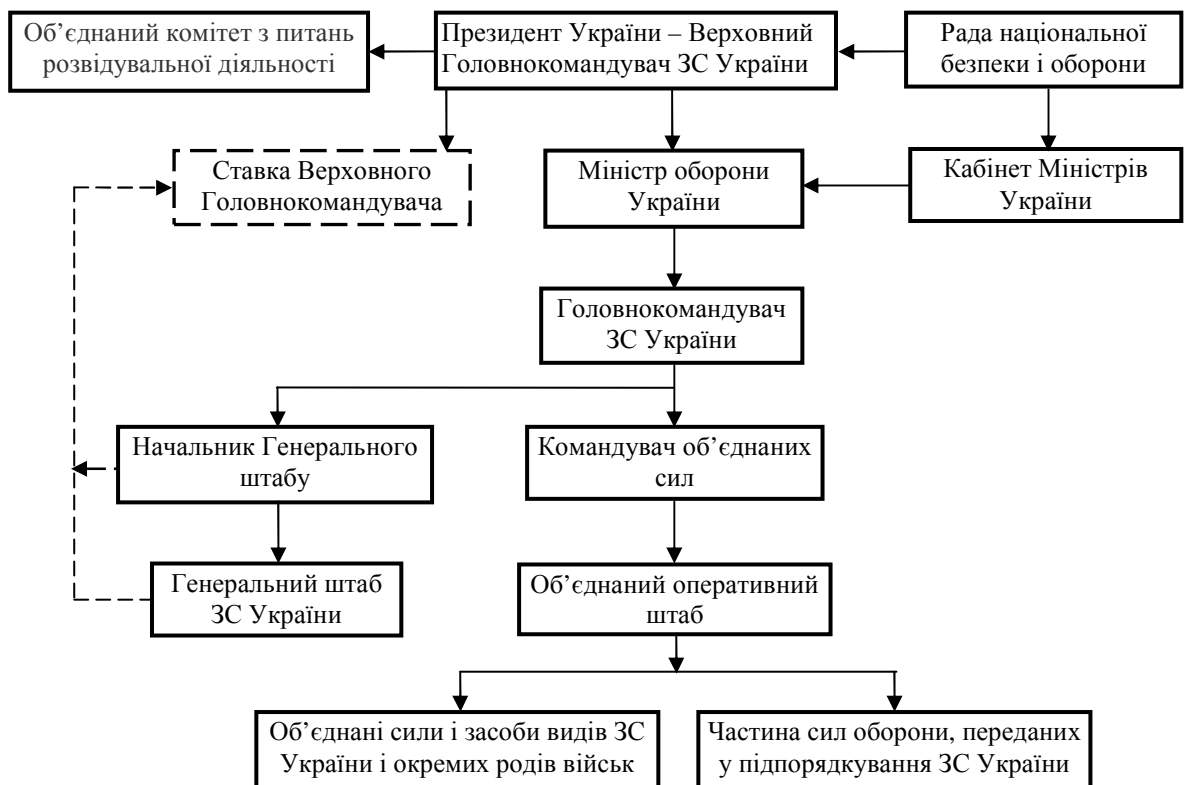 Об’єднаний комітет з питань
розвідувальної діяльності
Президент України – Верховний
Головнокомандувач ЗС України
Рада національної
безпеки і оборони
Ставка Верховного
Головнокомандувача
Міністр оборони
України
Кабінет Міністрів
України
Головнокомандувач
ЗС України
Начальник Генерального
штабу
Командувач об’єднаних
сил
Генеральний штаб
ЗС України
Об’єднаний оперативний
штаб
Об’єднані сили і засоби видів ЗС
України і окремих родів військ
Частина сил оборони, переданих
у підпорядкування ЗС України